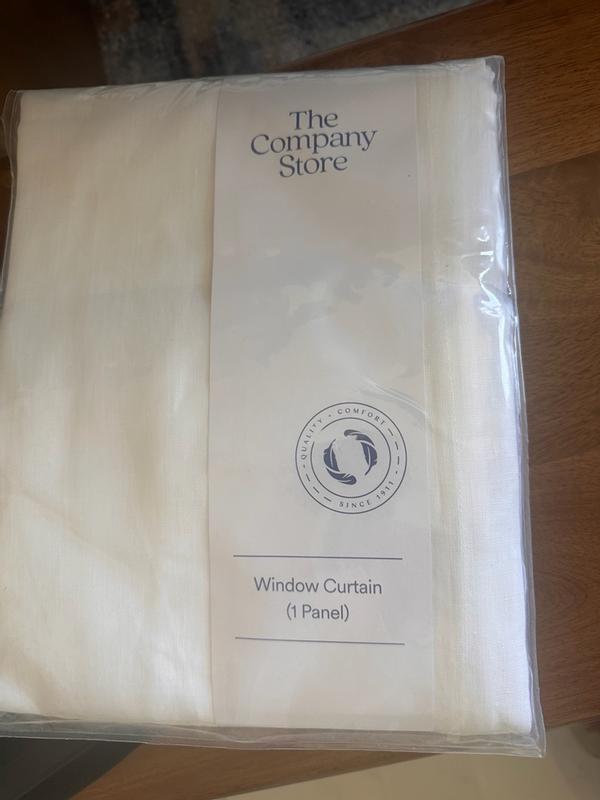 The
Company
Store
QUALITY • COMFORT
SINCE 1911
Window Curtain
(1 Panel)